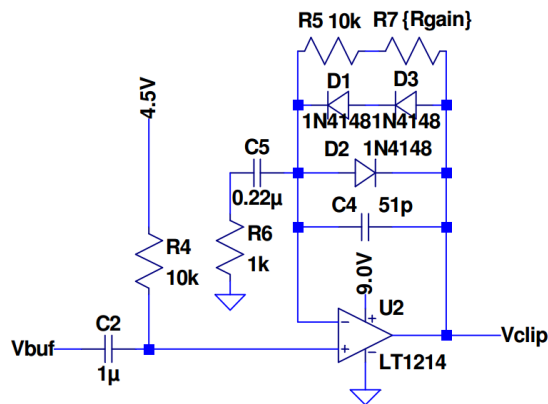 R5 10k R7 {Rgain}
D1 D3
4.5V
1N4148 1N4148
C5
D2 1N4148
0.22µ
C4 51p
R6
R4
1k
10k
9.0V
U2
C2
Vbuf
+
−
Vclip
+
−
1µ
LT1214